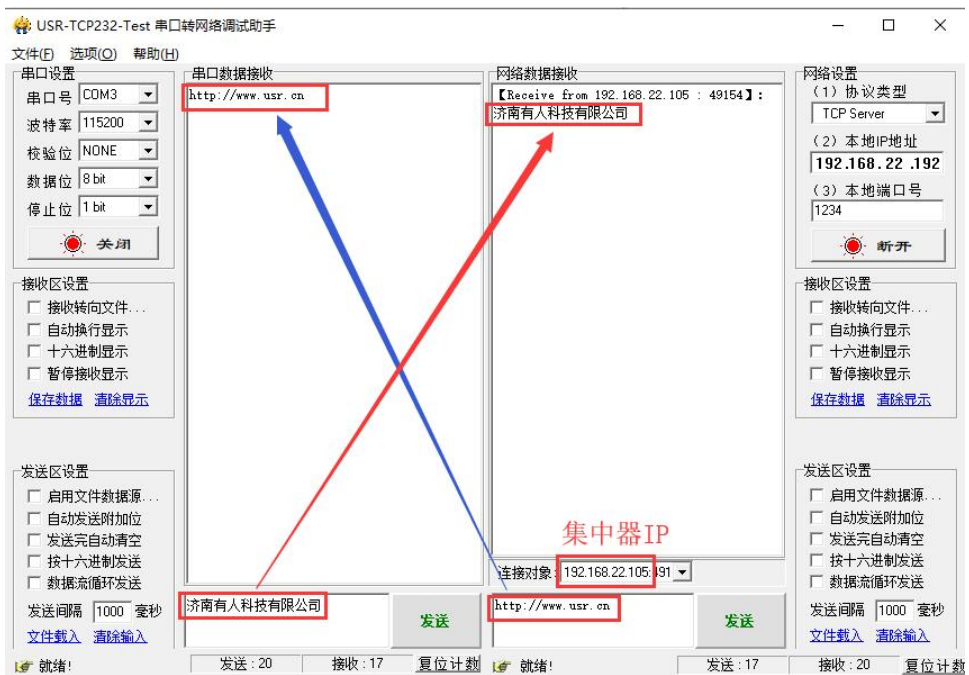 USR-TCP232-Test 串口转网络调试助手
文件(F) 选项(O) 帮助(H)
串口设置
串口号 COM3
波特率 115200
校验位 NONE
数据位 8 bit
停止位 1 bit
关闭
接收区设置
接收转向文件...
自动换行显示
十六进制显示
暂停接收显示
保存数据 清除显示
发送区设置
启用文件数据源...
自动发送附加位
发送完自动清空
按十六进制发送
数据流循环发送
发送间隔 1000 毫秒
文件载入 清除输入
串口数据接收
http://www.usr.cn
济南有人科技有限公司
发送
网络数据接收
【Receive from 192.168.22.105 : 49154】:
济南有人科技有限公司
集中器IP
连接对象: 192.168.22.105:491
http://www.usr.cn
发送
网络设置
(1) 协议类型
TCP Server
(2) 本地IP地址
192.168.22.192
(3) 本地端口号
1234
断开
接收区设置
接收转向文件...
自动换行显示
十六进制显示
暂停接收显示
保存数据 清除显示
发送区设置
启用文件数据源...
自动发送附加位
发送完自动清空
按十六进制发送
数据流循环发送
发送间隔 1000 毫秒
文件载入 清除输入
就绪! 发送:20 接收:17 复位计数
就绪! 发送:17 接收:20 复位计数